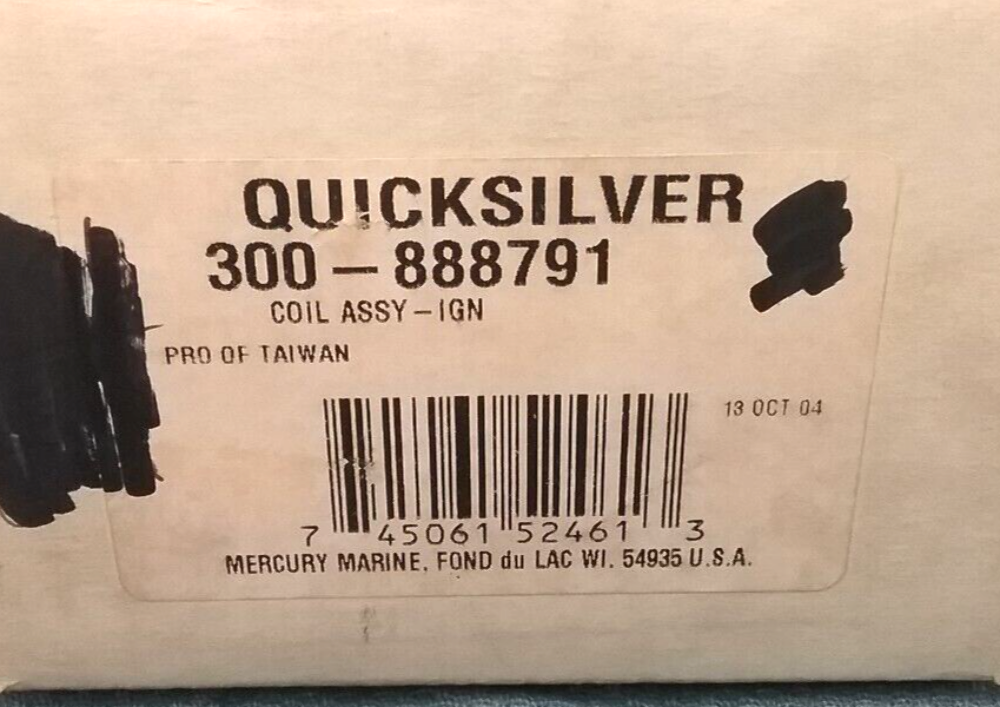 QUICKSILVER
300-888791
COIL ASSY-IGN
PRO OF TAIWAN
13 OCT 04
7 45061 52461 3
MERCURY MARINE, FOND du LAC WI. 54935 U.S.A.